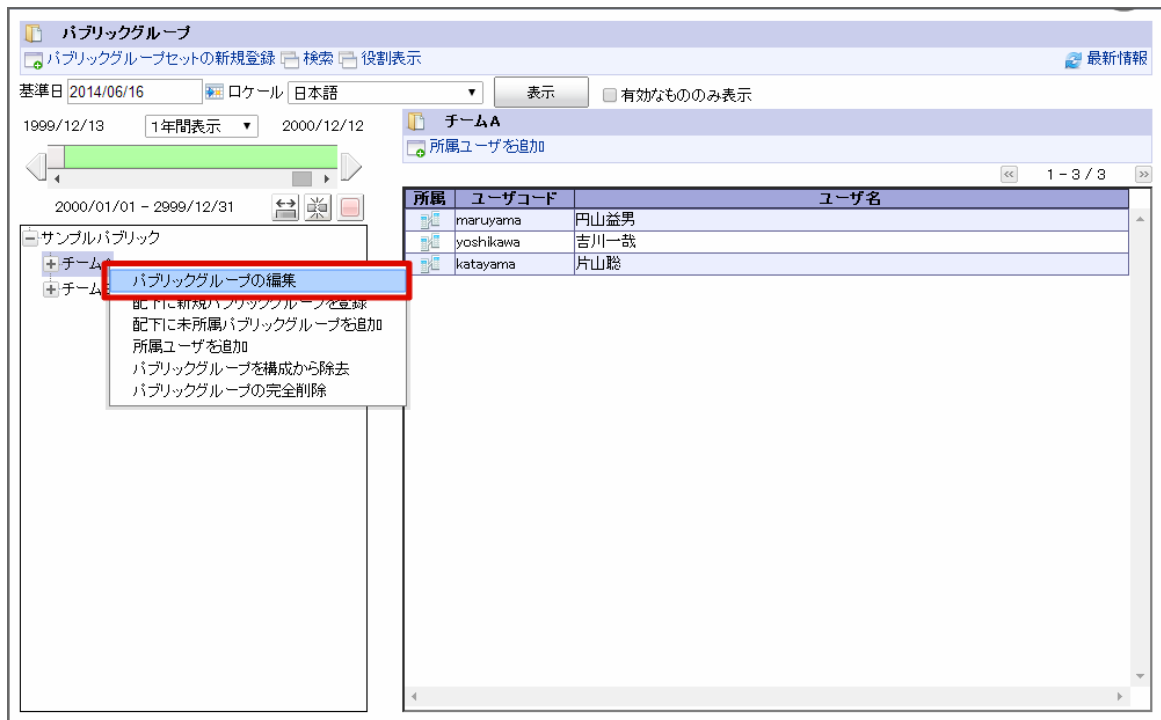 パブリックグループ
パブリックグループセットの新規登録 検索 役割表示 最新情報
基準日 2014/06/16 ロケール 日本語 表示 有効なもののみ表示
1999/12/13 1年間表示 2000/12/12
2000/01/01 - 2999/12/31
サンプルパブリック
チーム
チーム
パブリックグループの編集
配下に新規パブリックグループを登録
配下に未所属パブリックグループを追加
所属ユーザを追加
パブリックグループを構成から除去
パブリックグループの完全削除
チームA
所属ユーザを追加
1 - 3 / 3
所属 ユーザコード ユーザ名
maruyama 円山益男
yoshikawa 吉川一哉
katayama 片山聡